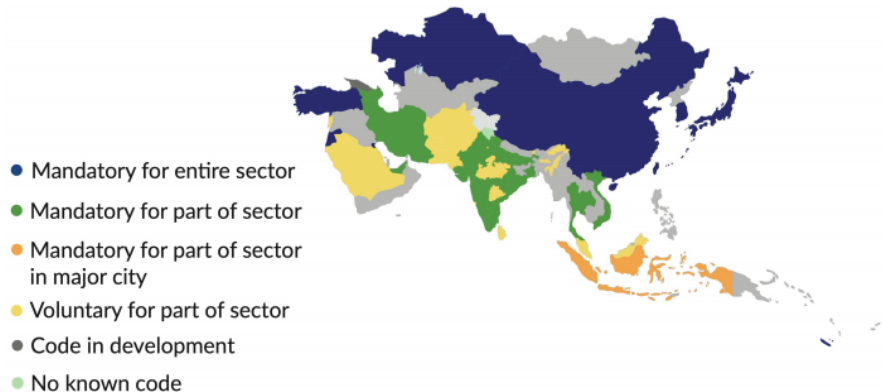 Mandatory for entire sector
Mandatory for part of sector
Mandatory for part of sector
in major city
Voluntary for part of sector
Code in development
No known code